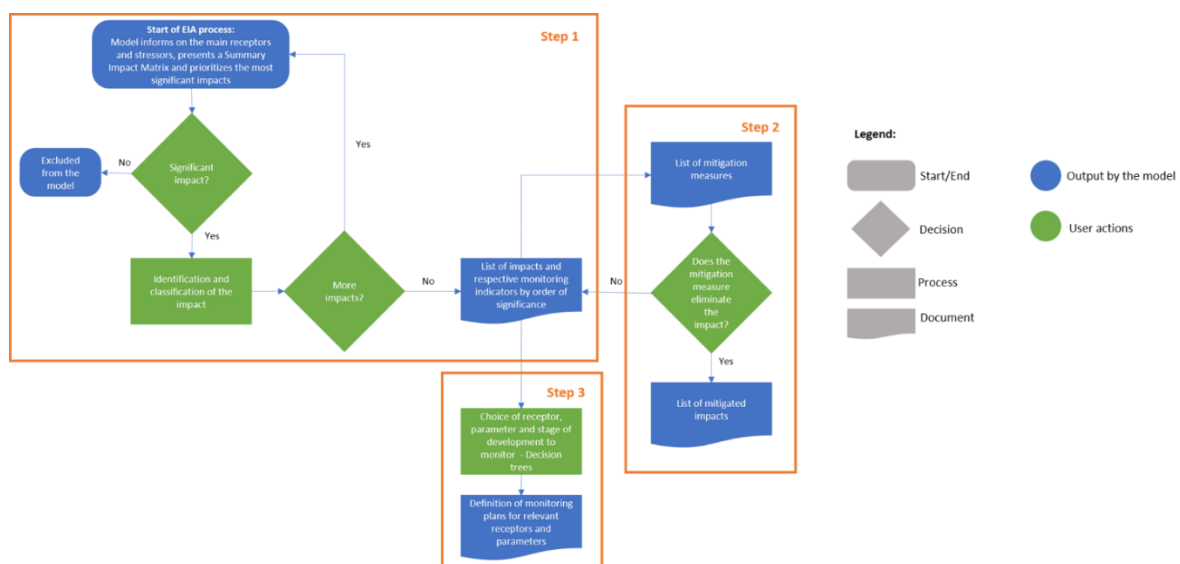 Step 1
Start of EIA process:
Model informs on the main receptors
and stressors, presents a Summary
Impact Matrix and prioritizes the most
significant impacts
Excluded
from the
model
No
Significant
impact?
Yes
Yes
Identification and
classification of the
impact
More
impacts?
No
List of impacts and
respective monitoring
indicators by order of
significance
Step 2
List of mitigation
measures
Does the
mitigation
measure
eliminate
the
impact?
No
Yes
List of mitigated
impacts
Step 3
Choice of receptor,
parameter and stage of
development to
monitor - Decision
trees
Definition of monitoring
plans for relevant
receptors and
parameters
Legend:
Start/End
Decision
Process
Document
Output by the model
User actions